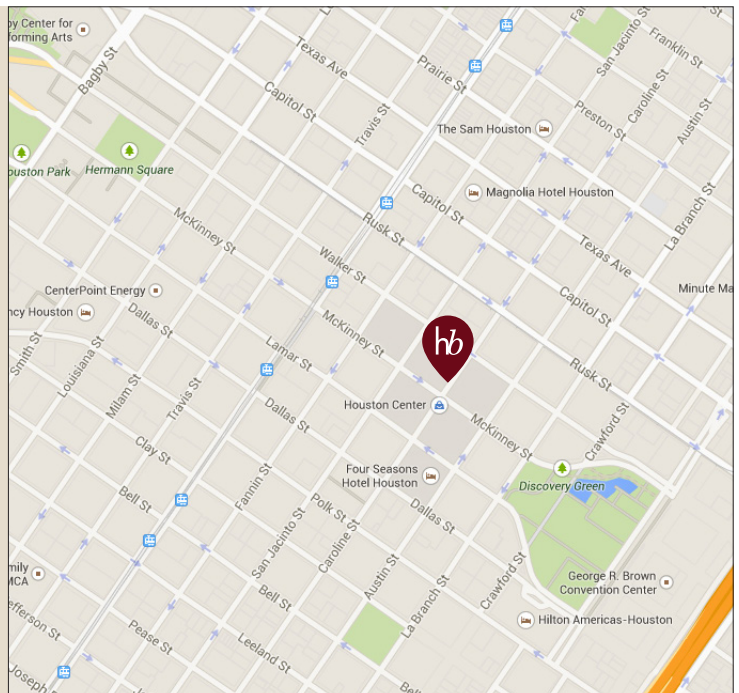 by Center for
forming Arts
Bagby St
Texas Ave
Capitol St
Travis St
Prairie St
San Jacinto St
Franklin St
Caroline St
Preston St
Austin St
The Sam Houston
Magnolia Hotel Houston
La Branch St
ouston Park
Hermann Square
McKinney St
Rusk St
Capitol St
Texas Ave
Walker St
CenterPoint Energy
ncy Houston
Dallas St
Minute Ma
Capitol St
Smith St
Louisiana St
Milam St
Travis St
Lamar St
McKinney St
hb
Rusk St
Houston Center
Dallas St
McKinney St
Crawford St
Clay St
Bell St
Fannin St
Four Seasons
Hotel Houston
Discovery Green
Polk St
Dallas St
San Jacinto St
Caroline St
Austin St
La Branch St
Crawford St
mily
MCA
Bell St
George R. Brown
Convention Center
Hilton Americas-Houston
efferson St
Pease St
Leeland St
Joseph
Bel